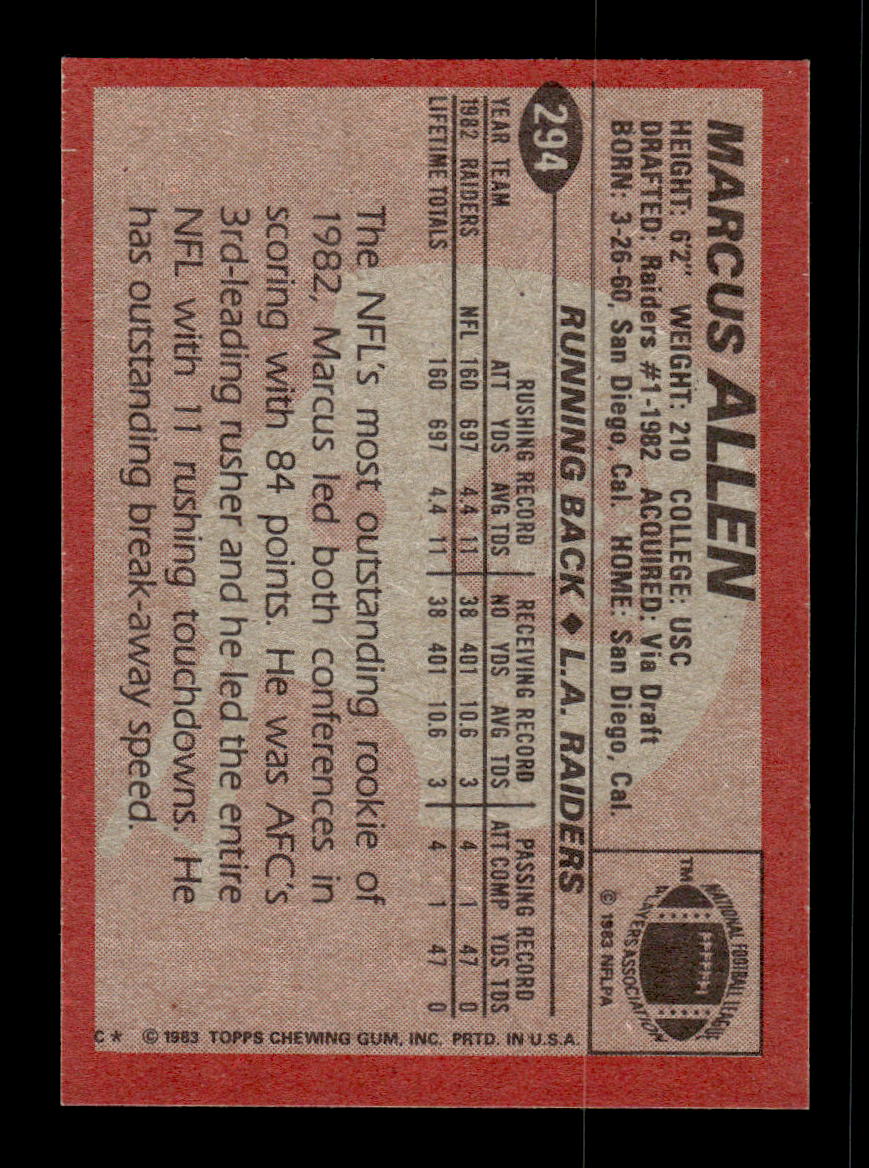 MARCUS ALLEN
HEIGHT: 6'2" WEIGHT: 210 COLLEGE: USC
DRAFTED: Raiders #1-1982 ACQUIRED: Via Draft
BORN: 3-26-60, San Diego, Cal. HOME: San Diego, Cal.
NATIONAL FOOTBALL LEAGUE
PLAYERS ASSOCIATION
TM
© 1983 NFLPA
294
RUNNING BACK ♦ L.A. RAIDERS
RUSHING RECORD RECEIVING RECORD PASSING RECORD
YEAR TEAM ATT YDS AVG TDS NO YDS AVG TDS ATT COMP YDS TDS
1982 RAIDERS NFL 160 697 4.4 11 38 401 10.6 3 4 1 47 0
LIFETIME TOTALS 160 697 4.4 11 38 401 10.6 3 4 1 47 0
The NFL's most outstanding rookie of
1982, Marcus led both conferences in
scoring with 84 points. He was AFC's
3rd-leading rusher and he led the entire
NFL with 11 rushing touchdowns. He
has outstanding break-away speed.
C* © 1983 TOPPS CHEWING GUM, INC. PRTD. IN U.S.A.